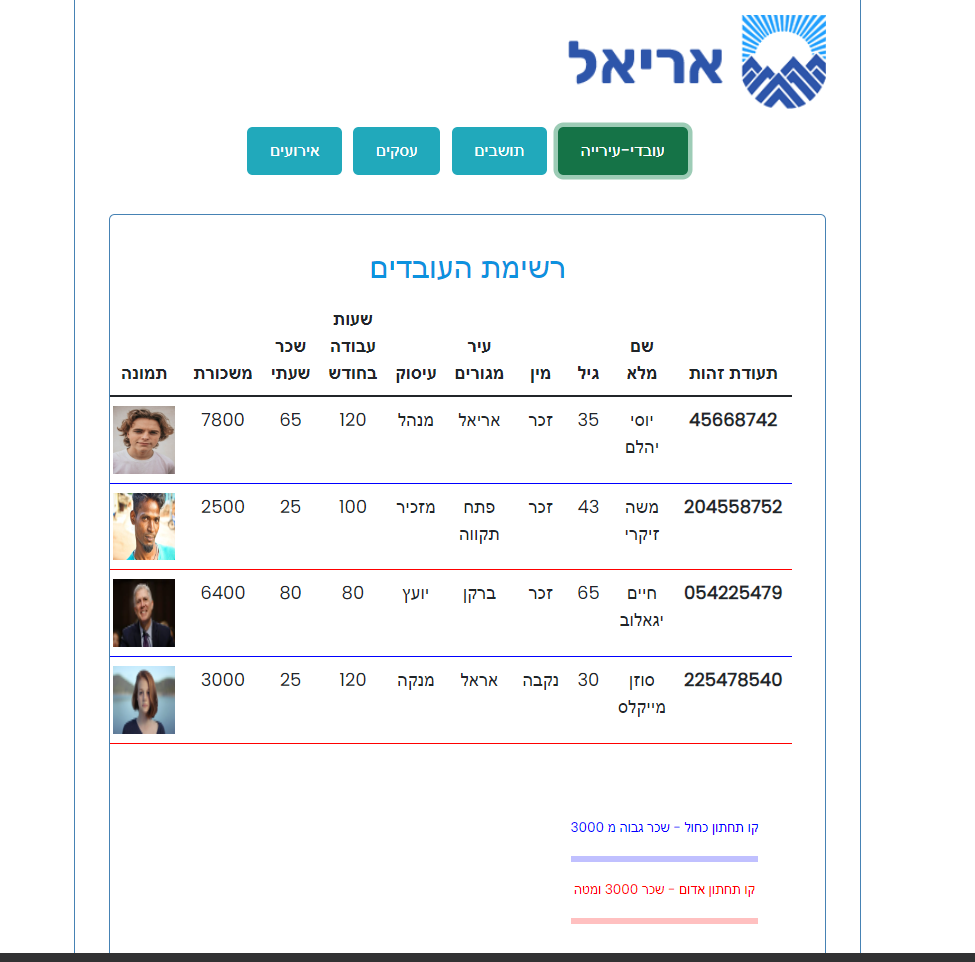 אריאל
עובדי-עירייה תושבים עסקים אירועים
רשימת העובדים
תעודת זהות שם מלא גיל מין עיר מגורים עיסוק שעות עבודה בחודש שכר שעתי משכורת תמונה
45668742 יוסי יהלם 35 זכר אריאל מנהל 120 65 7800
204558752 משה זיקרי 43 זכר פתח תקווה מזכיר 100 25 2500
054225479 חיים יגאלוב 65 זכר ברקן יועץ 80 80 6400
225478540 סוזן מייקלס 30 נקבה אראל מנקה 120 25 3000
קו תחתון כחול - שכר גבוה מ 3000
קו תחתון אדום - שכר 3000 ומטה